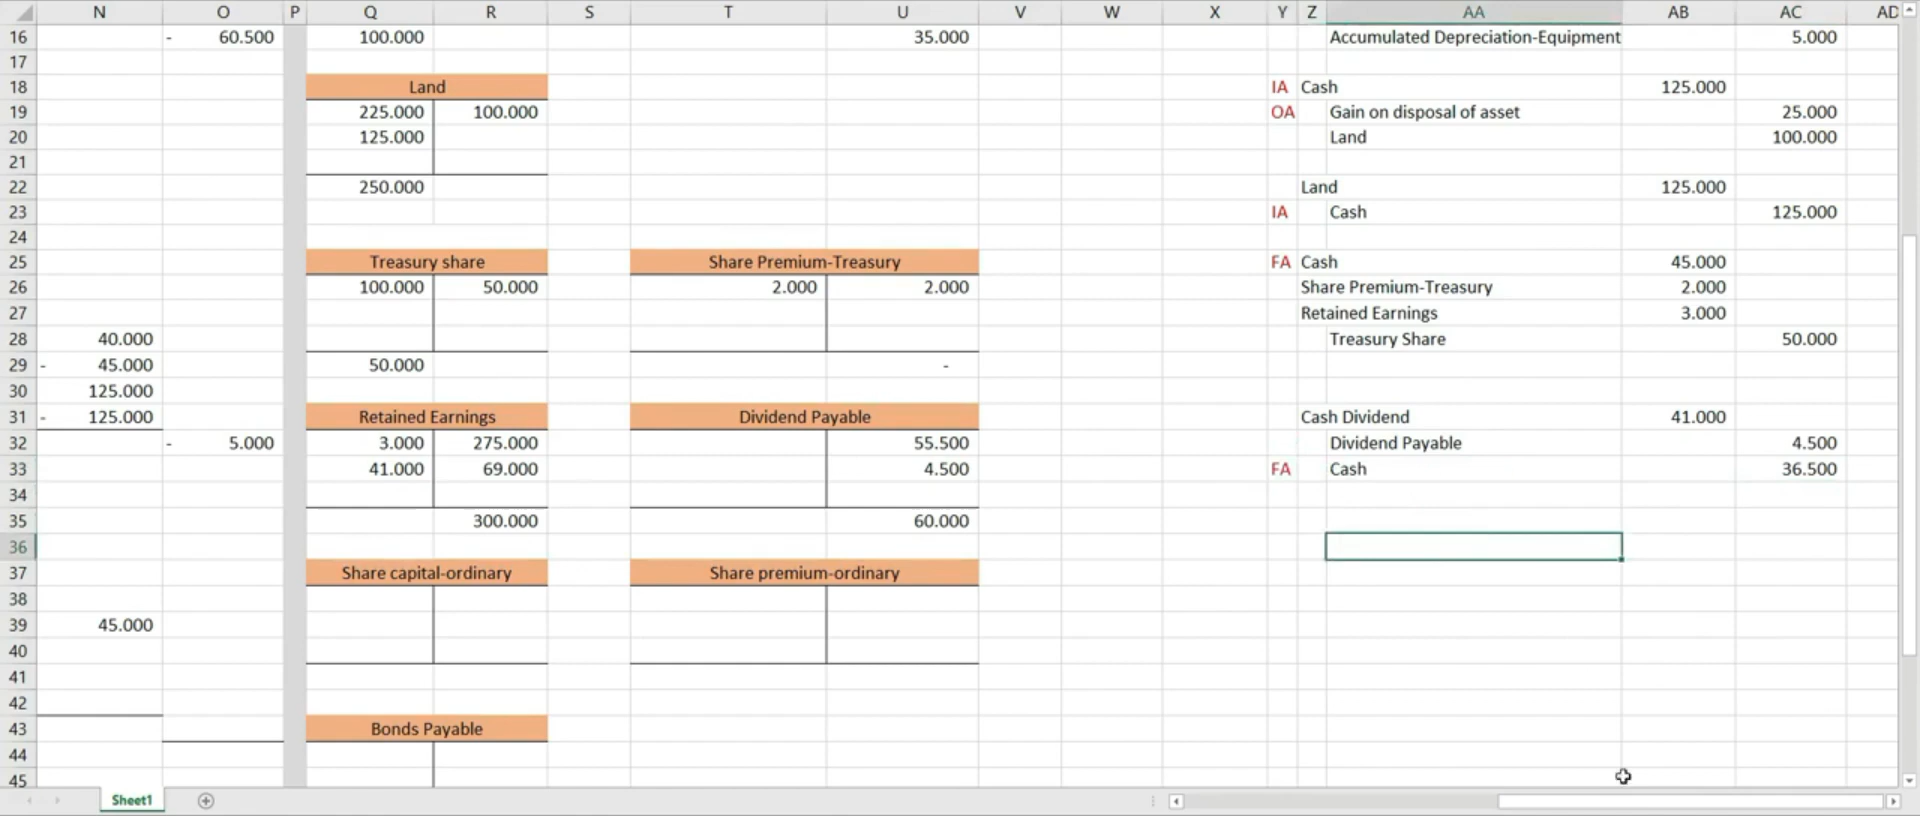 N O P Q R S T U V W X Y Z AA AB AC AD
16 - 60.500 100.000 35.000 Accumulated Depreciation-Equipment 5.000
17
18 Land IA Cash 125.000
19 225.000 100.000 OA Gain on disposal of asset 25.000
20 125.000 Land 100.000
21
22 250.000 Land 125.000
23 IA Cash 125.000
24
25 Treasury share Share Premium-Treasury FA Cash 45.000
26 100.000 50.000 2.000 2.000 Share Premium-Treasury 2.000
27 Retained Earnings 3.000
28 40.000 Treasury Share 50.000
29 - 45.000 50.000 -
30 125.000
31 - 125.000 Retained Earnings Dividend Payable Cash Dividend 41.000
32 - 5.000 3.000 275.000 55.500 Dividend Payable 4.500
33 41.000 69.000 4.500 FA Cash 36.500
34
35 300.000 60.000
36
37 Share capital-ordinary Share premium-ordinary
38
39 45.000
40
41
42
43 Bonds Payable
44
45
Sheet1